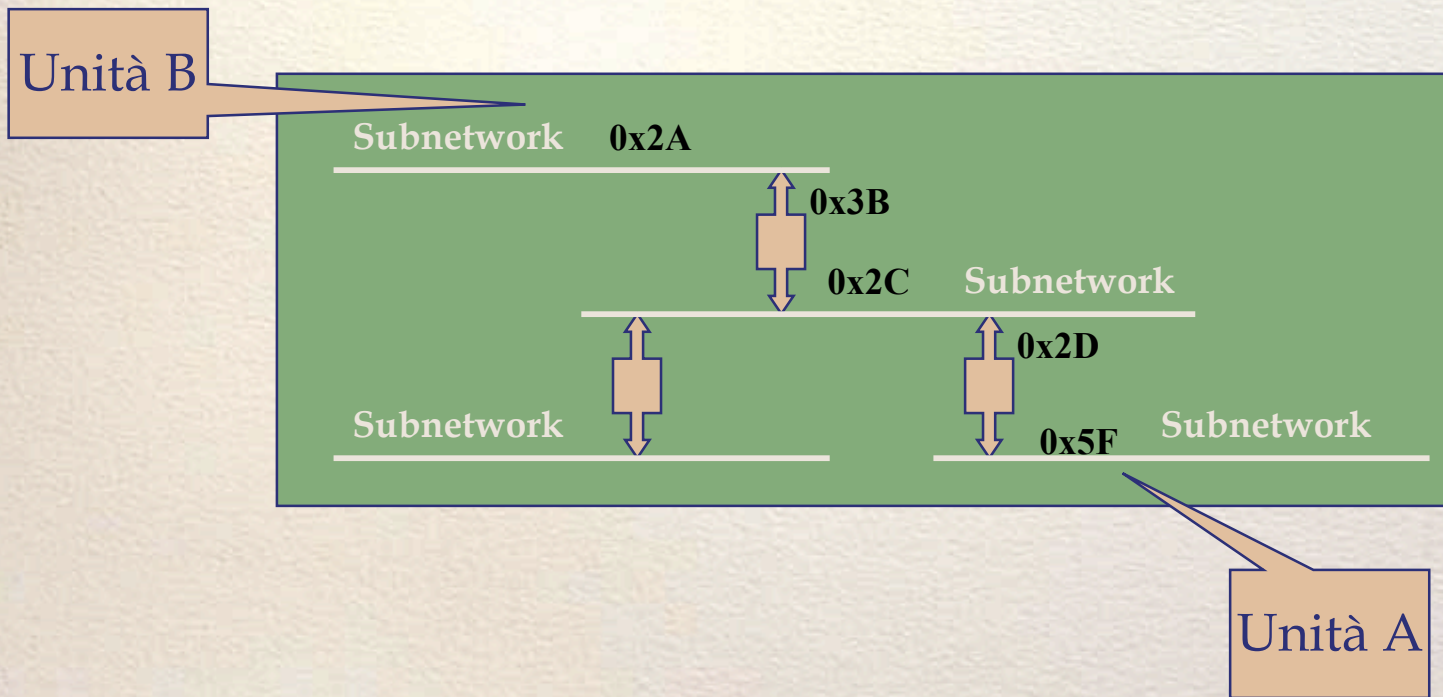 Unità B
Subnetwork 0x2A
0x3B
0x2C Subnetwork
0x2D
Subnetwork
0x5F Subnetwork
Unità A